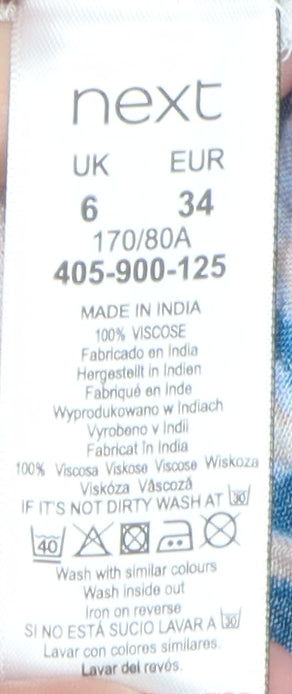 next
UK EUR
6 34
170/80A
405-900-125
MADE IN INDIA
100% VISCOSE
Fabricado en India
Hergestellt in Indien
Fabriqué en Inde
Wyprodukowano w Indiach
Vyrobeno v Indii
Fabricat în India
100% Viscosa Viskose Viscose Wiskoza
Viskóza Vâscoză
IF IT'S NOT DIRTY WASH AT 30
40
Wash with similar colours
Wash inside out
Iron on reverse
SI NO ESTÁ SUCIO LAVAR A 30
Lavar con colores similares.
Lavar del revés.